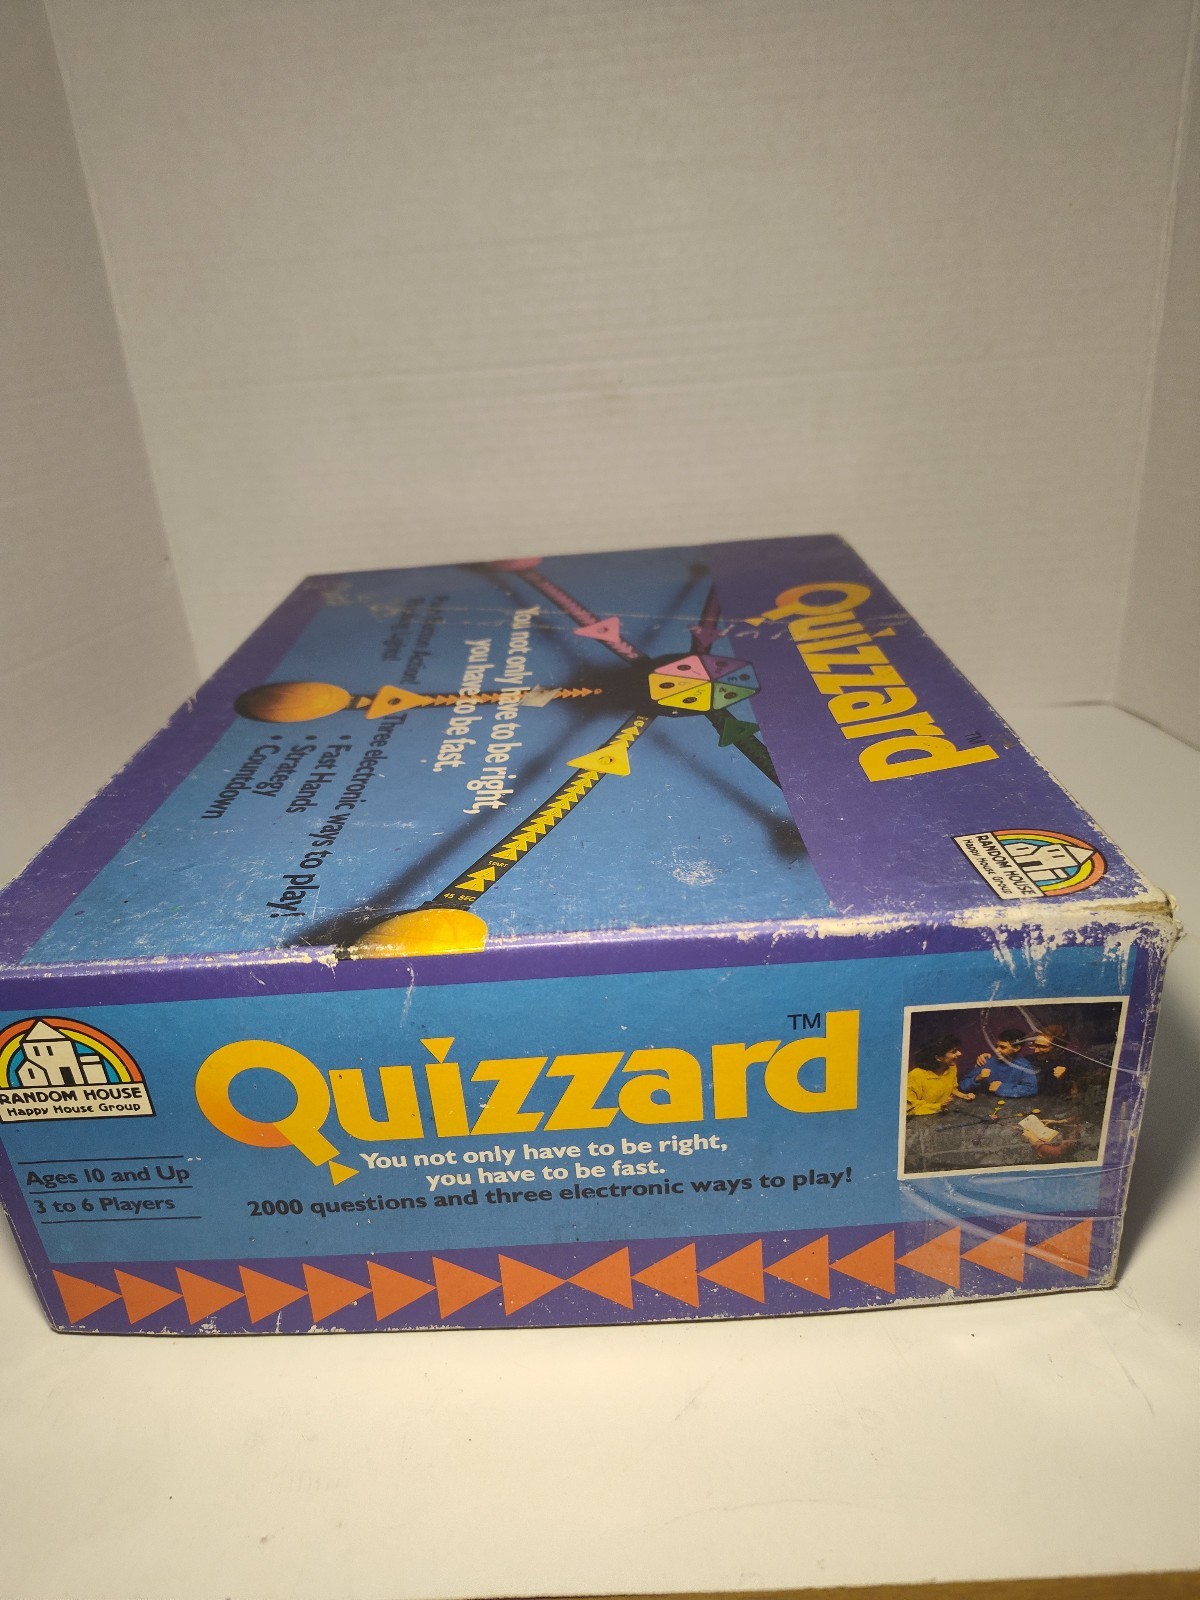 Quizzard
TM
RANDOM HOUSE
Happy House Group
You not only have to be right,
you have to be fast.
Three electronic ways to play!
• Fast Hands
• Strategy
• Countdown
START
45 SEC
RANDOM HOUSE
Happy House Group
Ages 10 and Up
3 to 6 Players
Quizzard
TM
You not only have to be right,
you have to be fast.
2000 questions and three electronic ways to play!